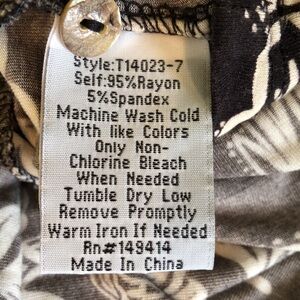 Style:T14023-7
Self:95%Rayon
5%Spandex
Machine Wash Cold
With like Colors
Only Non-
Chlorine Bleach
When Needed
Tumble Dry Low
Remove Promptly
Warm Iron If Needed
Rn#149414
Made In China